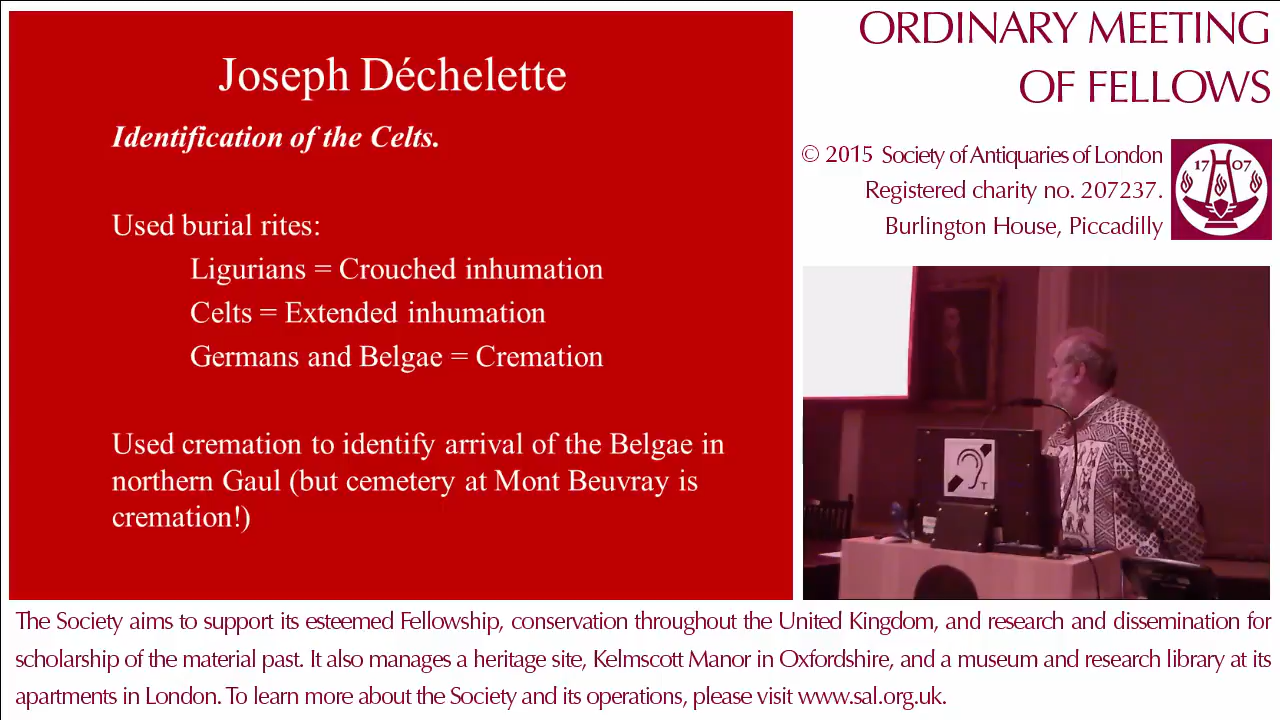 Joseph Déchelette
Identification of the Celts.
Used burial rites:
Ligurians = Crouched inhumation
Celts = Extended inhumation
Germans and Belgae = Cremation
Used cremation to identify arrival of the Belgae in
northern Gaul (but cemetery at Mont Beuvray is
cremation!)
ORDINARY MEETING
OF FELLOWS
© 2015 Society of Antiquaries of London
Registered charity no. 207237.
Burlington House, Piccadilly
17 07
T
The Society aims to support its esteemed Fellowship, conservation throughout the United Kingdom, and research and dissemination for
scholarship of the material past. It also manages a heritage site, Kelmscott Manor in Oxfordshire, and a museum and research library at its
apartments in London. To learn more about the Society and its operations, please visit www.sal.org.uk.